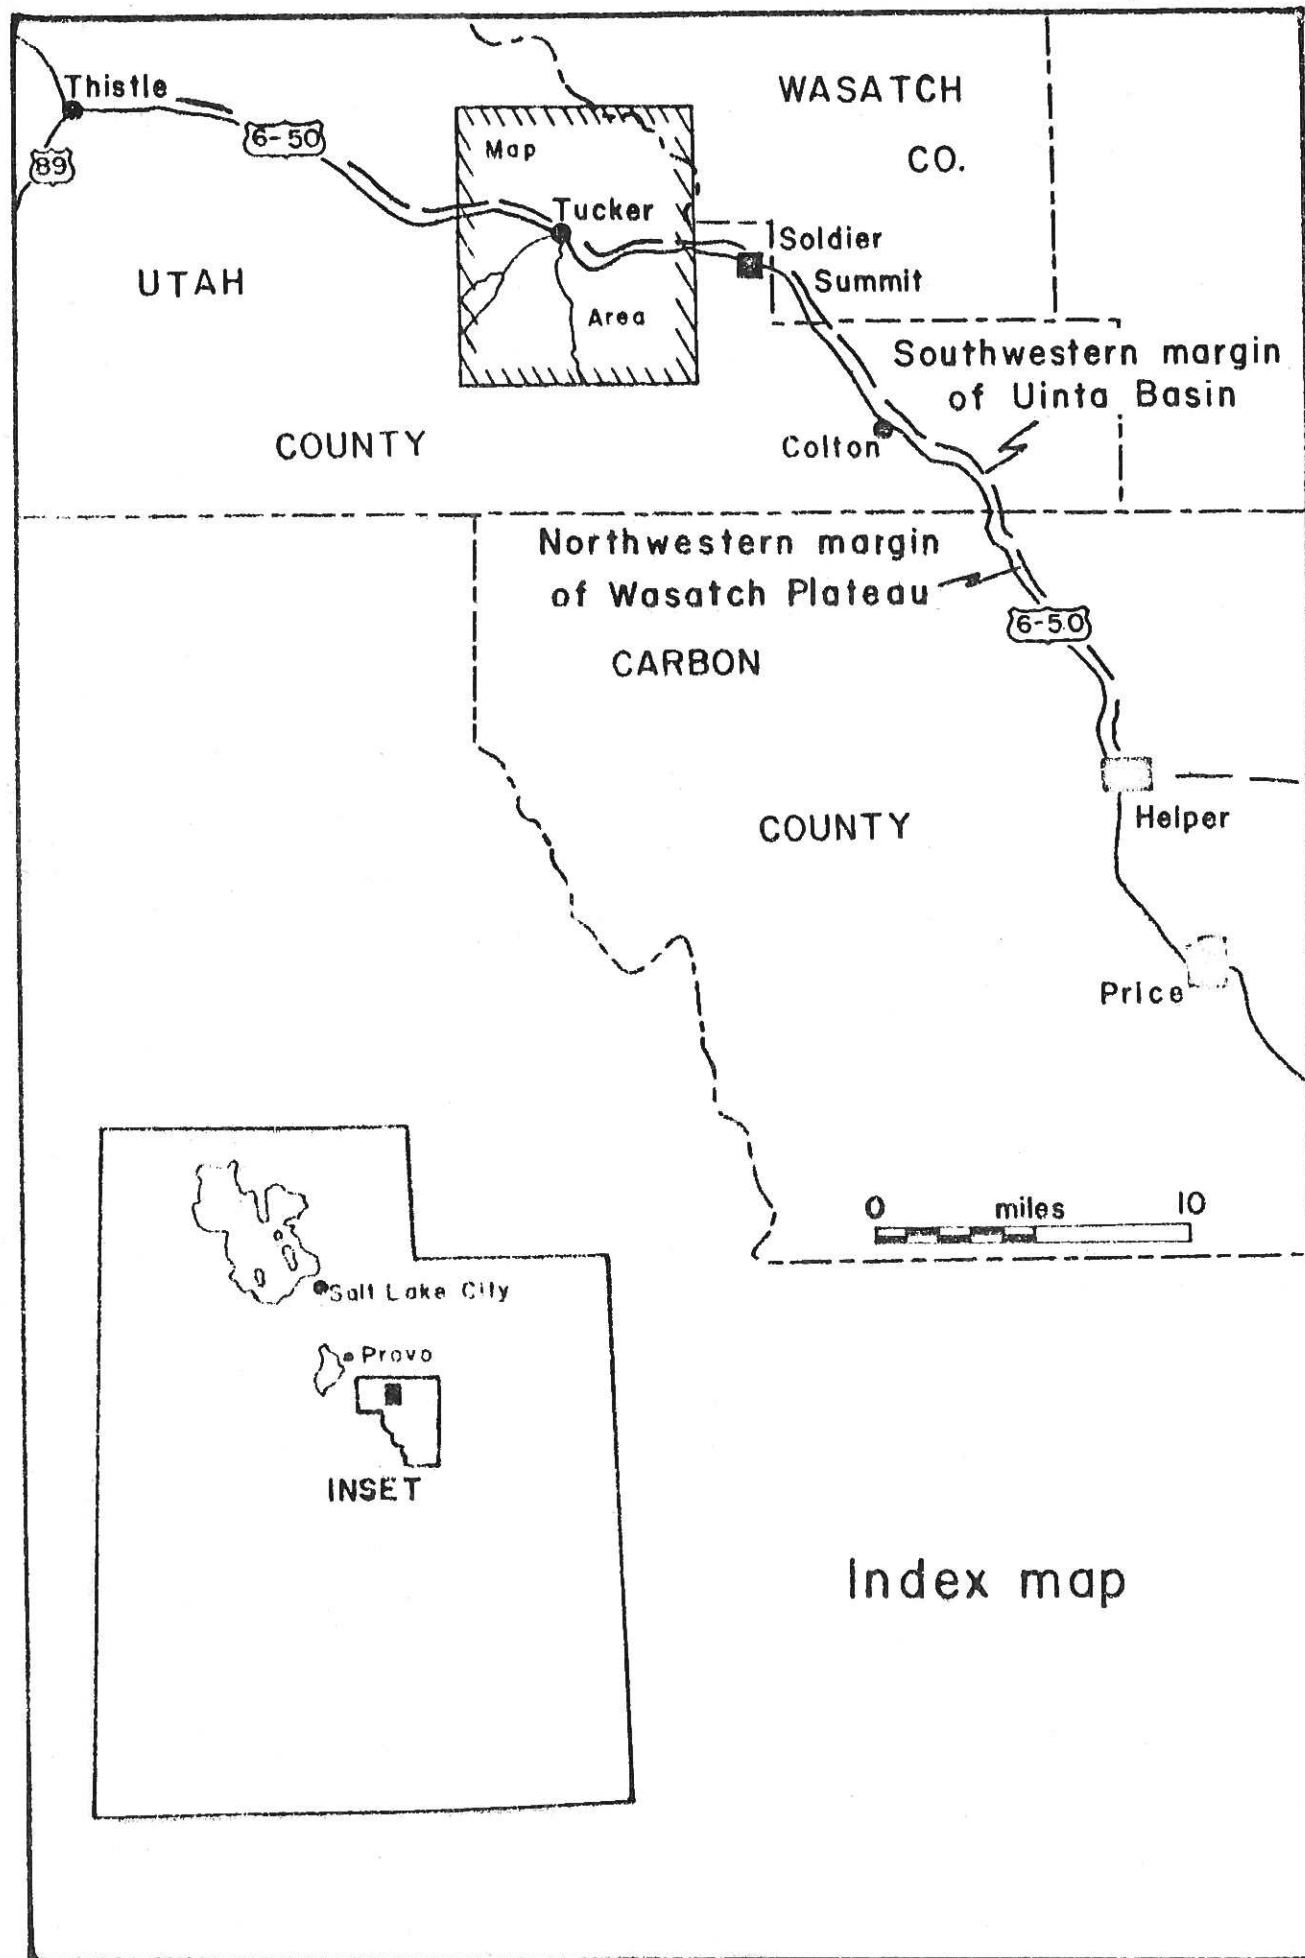 Thistle
WASATCH
CO.
6-50
89
Map
Tucker
Soldier
Summit
UTAH
Area
Southwestern margin
of Uinta Basin
COUNTY
Colton
Northwestern margin
of Wasatch Plateau
6-50
CARBON
COUNTY
Helper
Price
0 miles 10
Salt Lake City
Provo
INSET
Index map